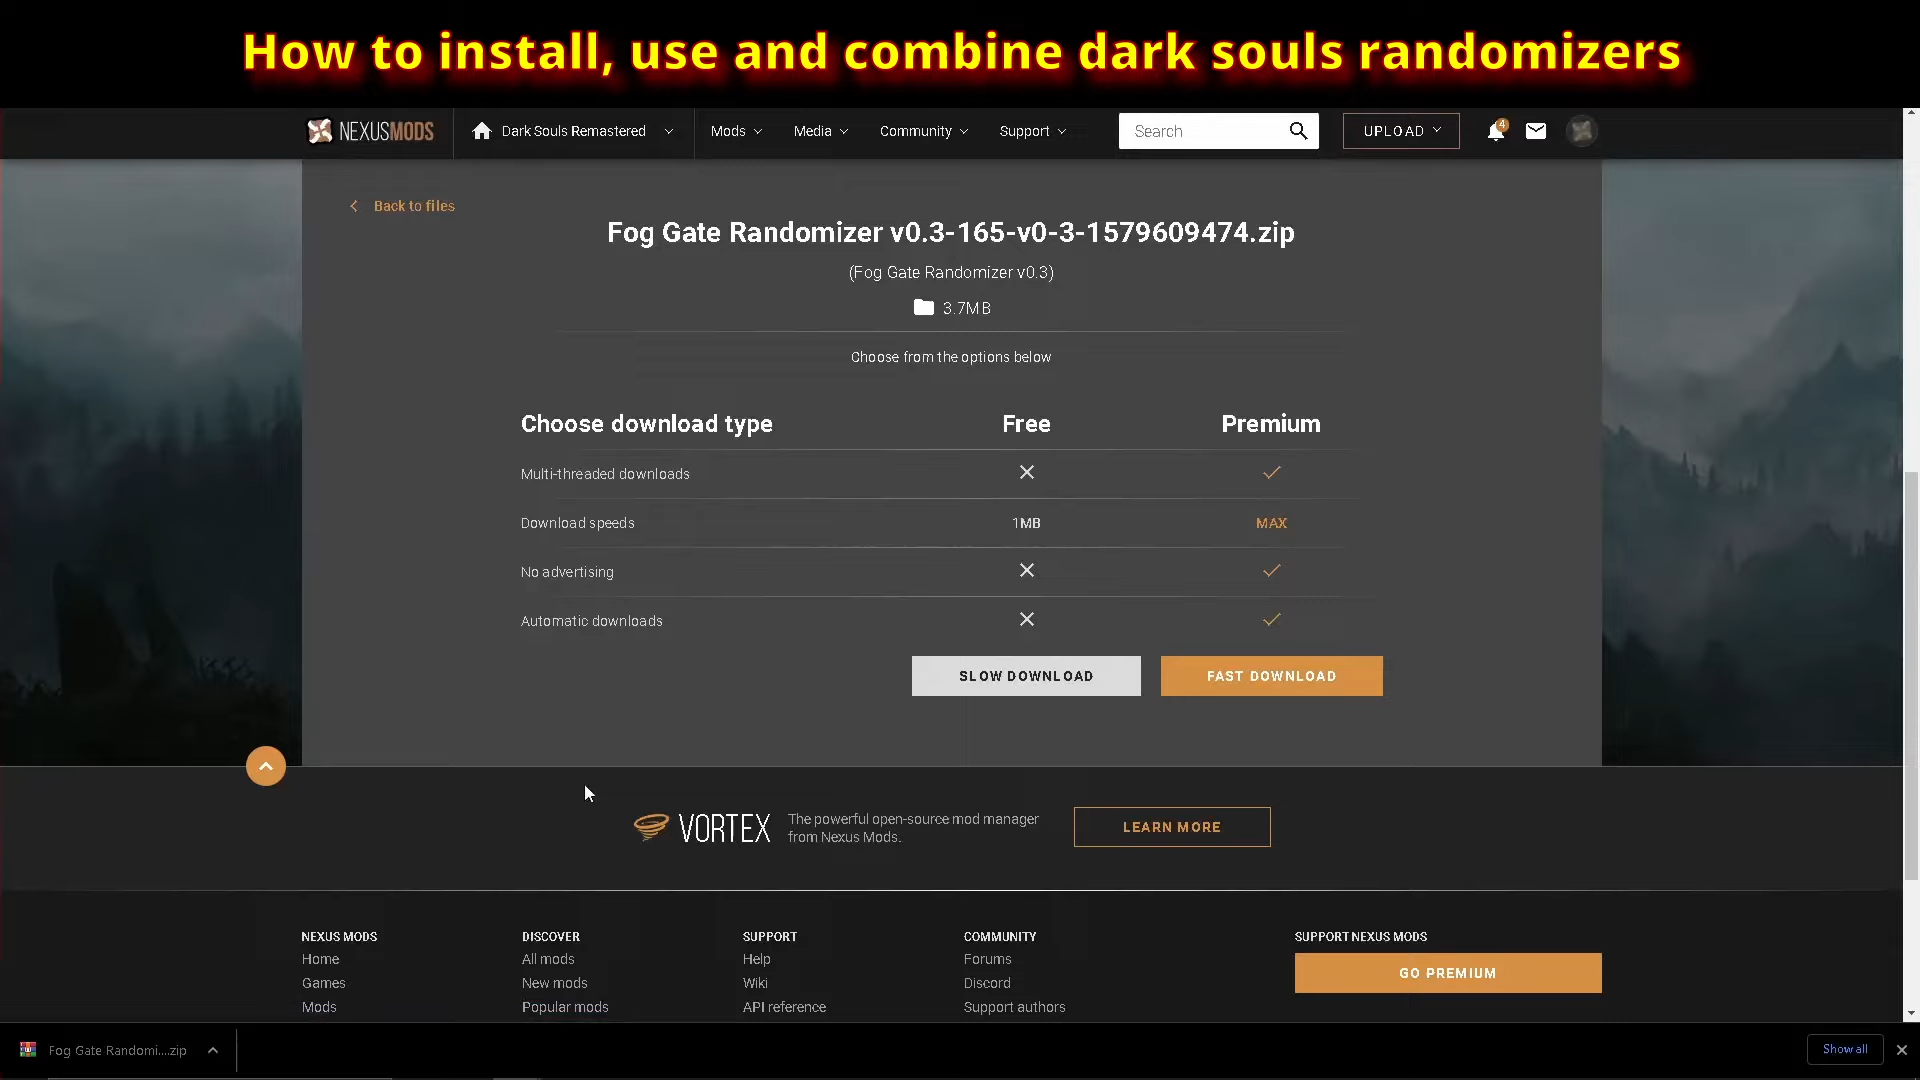 How to install, use and combine dark souls randomizers
NEXUSMODS
Dark Souls Remastered
Mods
Media
Community
Support
Search
UPLOAD
4
Back to files
Fog Gate Randomizer v0.3-165-v0-3-1579609474.zip
(Fog Gate Randomizer v0.3)
3.7MB
Choose from the options below
Choose download type Free Premium
Multi-threaded downloads
Download speeds 1MB MAX
No advertising
Automatic downloads
SLOW DOWNLOAD FAST DOWNLOAD
VORTEX
The powerful open-source mod manager
from Nexus Mods.
LEARN MORE
NEXUS MODS
Home
Games
Mods
DISCOVER
All mods
New mods
Popular mods
SUPPORT
Help
Wiki
API reference
COMMUNITY
Forums
Discord
Support authors
SUPPORT NEXUS MODS
GO PREMIUM
Fog Gate Randomi....zip
Show all